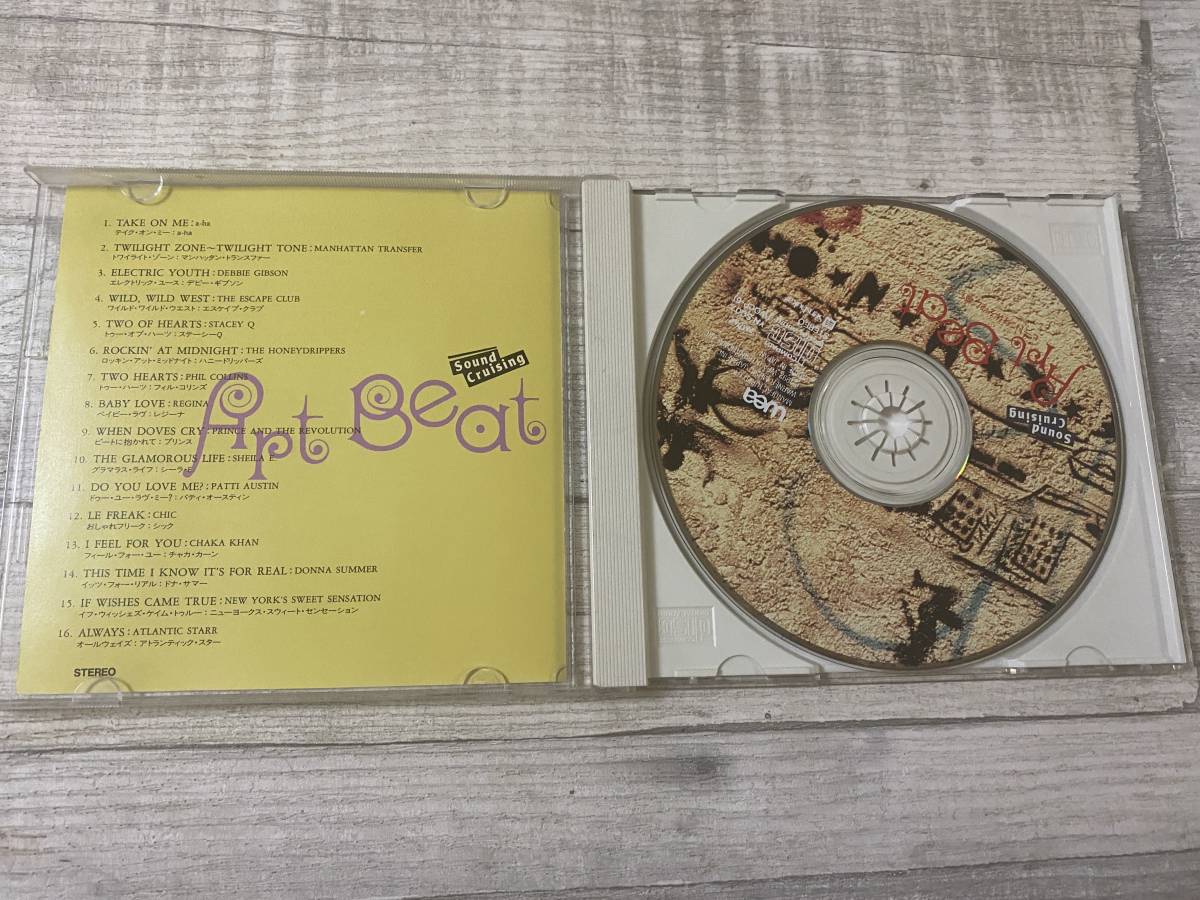 1. TAKE ON ME:a-ha
テイク・オン・ミー:a-ha
2. TWILIGHT ZONE〜TWILIGHT TONE:MANHATTAN TRANSFER
トワイライト・ゾーン:マンハッタン・トランスファー
3. ELECTRIC YOUTH:DEBBIE GIBSON
エレクトリック・ユース:デビー・ギブソン
4. WILD, WILD WEST:THE ESCAPE CLUB
ワイルド・ワイルド・ウエスト:エスケイプ・クラブ
5. TWO OF HEARTS:STACEY Q
トゥー・オブ・ハーツ:ステーシーQ
6. ROCKIN' AT MIDNIGHT:THE HONEYDRIPPERS
ロッキン・アット・ミッドナイト:ハニードリッパーズ
7. TWO HEARTS:PHIL COLLINS
トゥー・ハーツ:フィル・コリンズ
8. BABY LOVE:REGINA
ベイビー・ラヴ:レジーナ
9. WHEN DOVES CRY:PRINCE AND THE REVOLUTION
ビートに抱かれて:プリンス
10. THE GLAMOROUS LIFE:SHEILA E.
グラマラス・ライフ:シーラ・E
11. DO YOU LOVE ME?:PATTI AUSTIN
ドゥー・ユー・ラヴ・ミー?:パティ・オースティン
12. LE FREAK:CHIC
おしゃれフリーク:シック
13. I FEEL FOR YOU:CHAKA KHAN
フィール・フォー・ユー:チャカ・カーン
14. THIS TIME I KNOW IT'S FOR REAL:DONNA SUMMER
イッツ・フォー・リアル:ドナ・サマー
15. IF WISHES CAME TRUE:NEW YORK'S SWEET SENSATION
イフ・ウィッシェズ・ケイム・トゥルー:ニューヨークス・スウィート・センセーション
16. ALWAYS:ATLANTIC STARR
オールウェイズ:アトランティック・スター
STEREO
Sound
Cruising
Art Beat
Art Beat
Sound
Cruising
wea